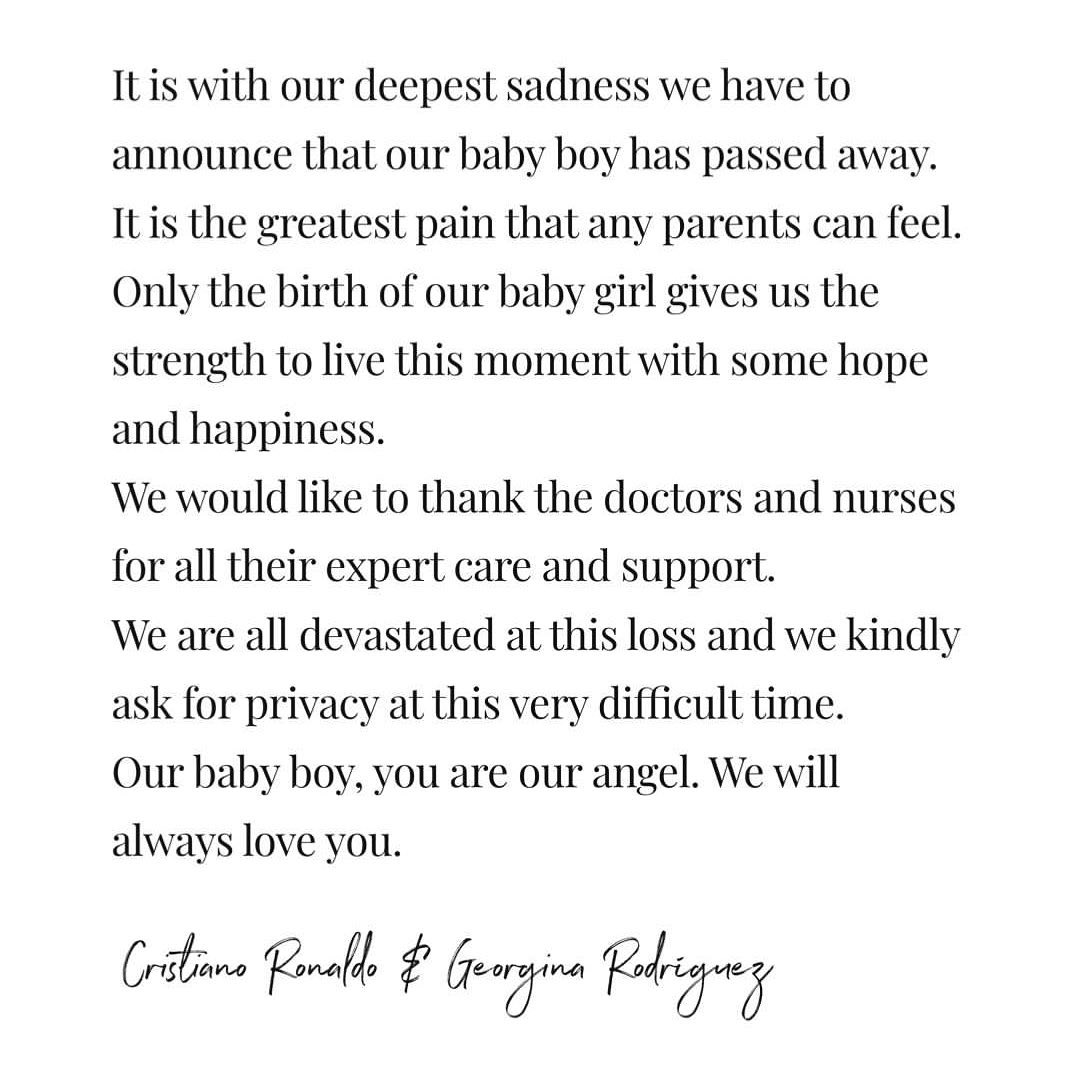 It is with our deepest sadness we have to
announce that our baby boy has passed away.
It is the greatest pain that any parents can feel.
Only the birth of our baby girl gives us the
strength to live this moment with some hope
and happiness.
We would like to thank the doctors and nurses
for all their expert care and support.
We are all devastated at this loss and we kindly
ask for privacy at this very difficult time.
Our baby boy, you are our angel. We will
always love you.
Cristiano Ronaldo & Georgina Rodríguez